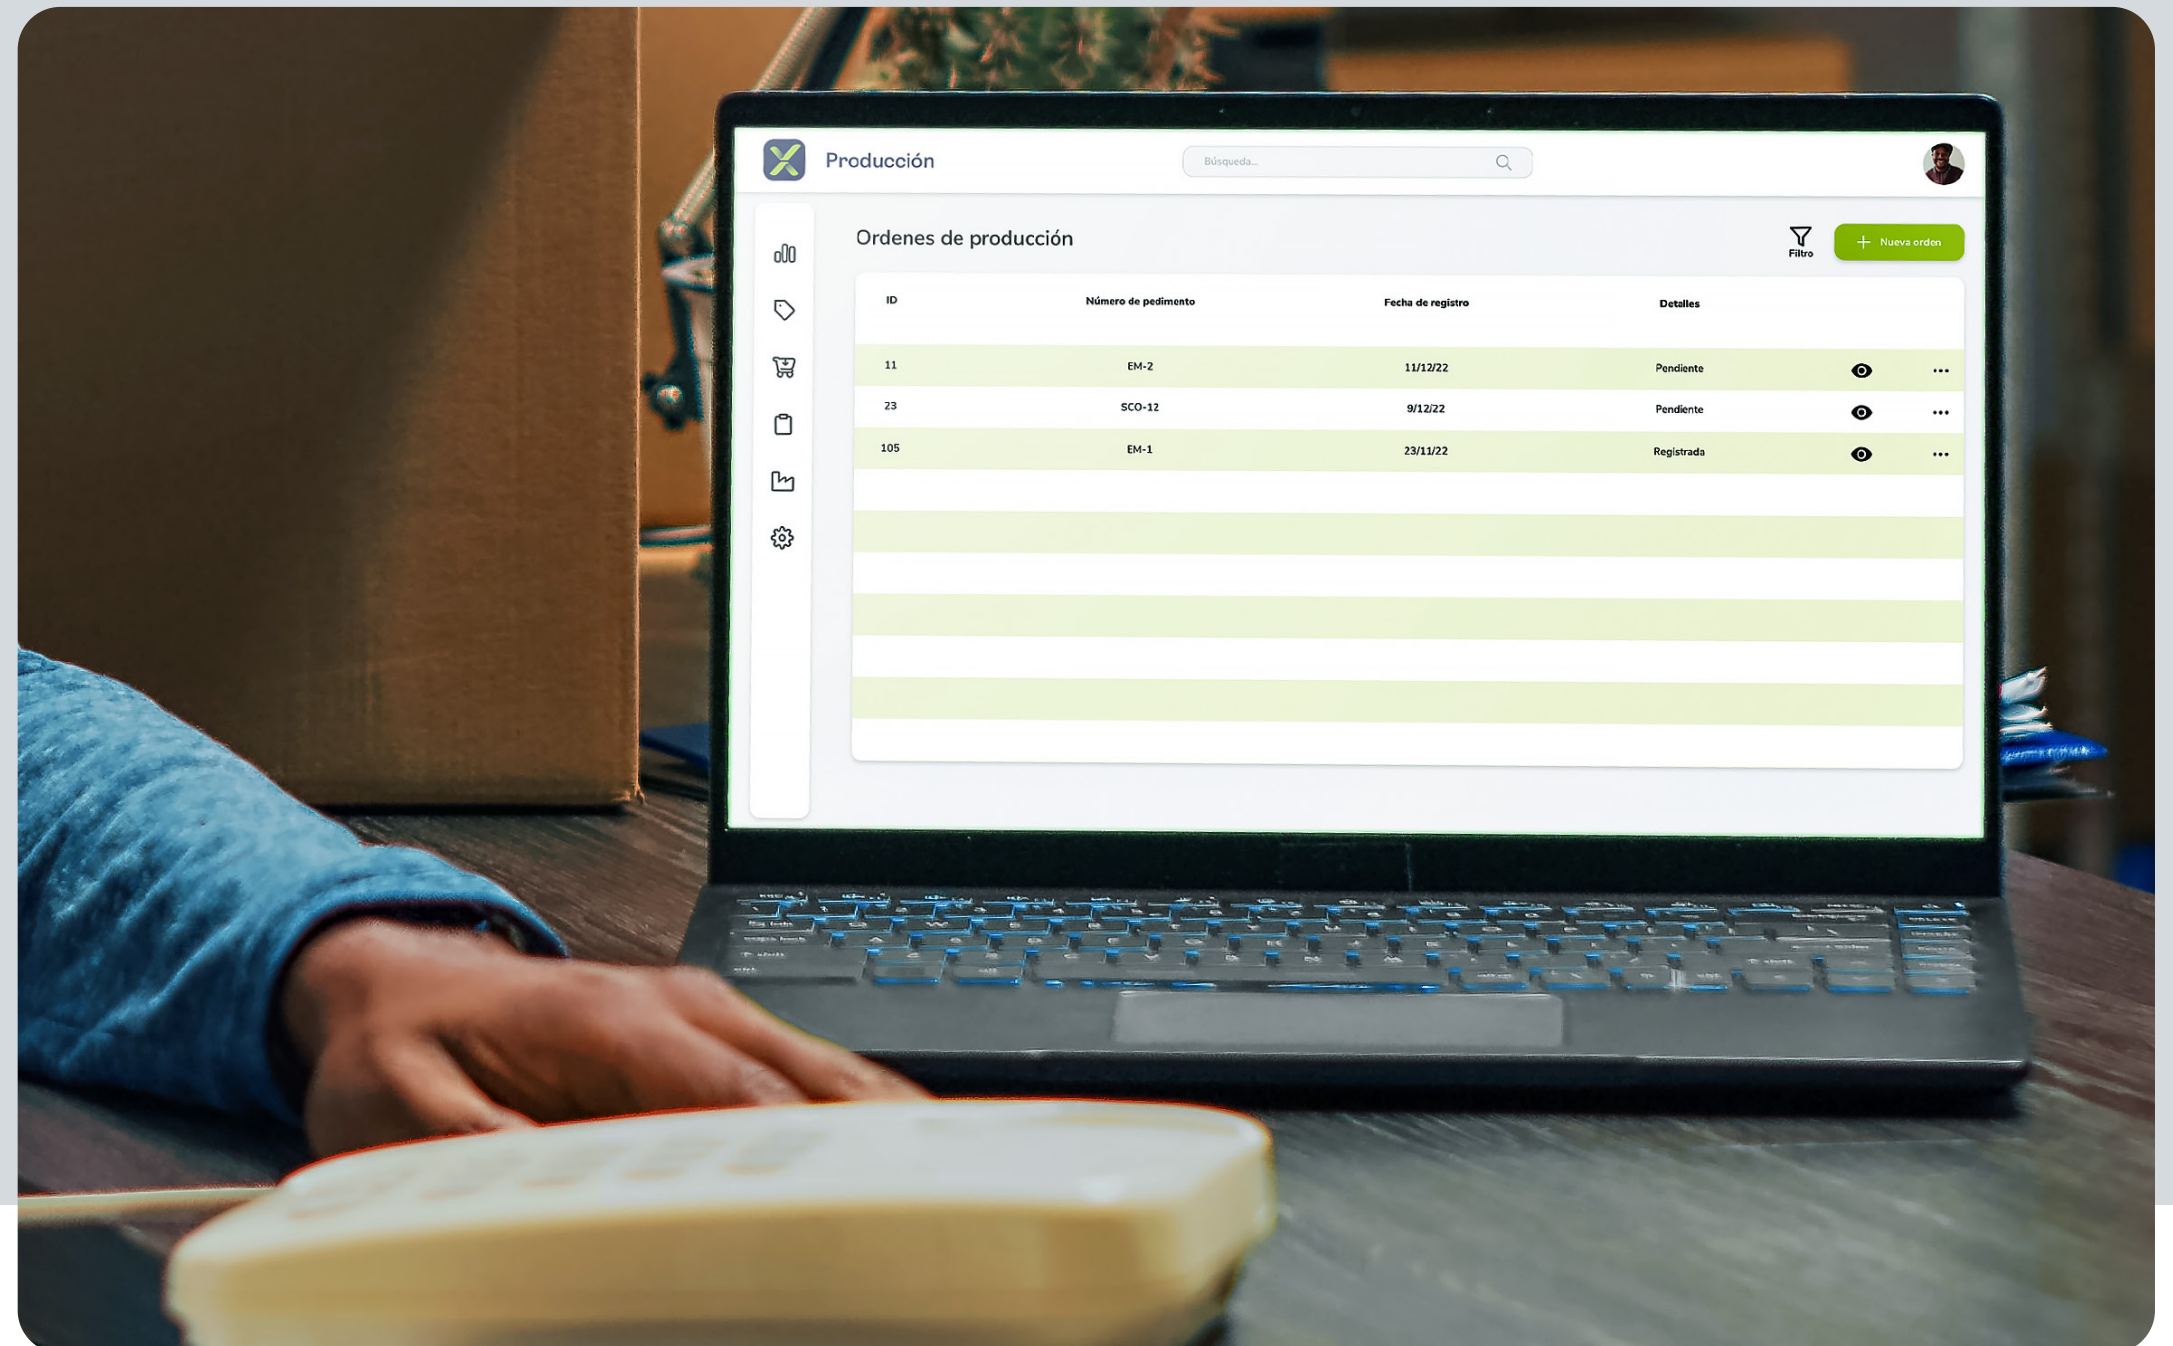 Producción
Búsqueda...
Ordenes de producción
Filtro
Nueva orden
ID Número de pedimento Fecha de registro Detalles
11 EM-2 11/12/22 Pendiente
23 SCO-12 9/12/22 Pendiente
105 EM-1 23/11/22 Registrada